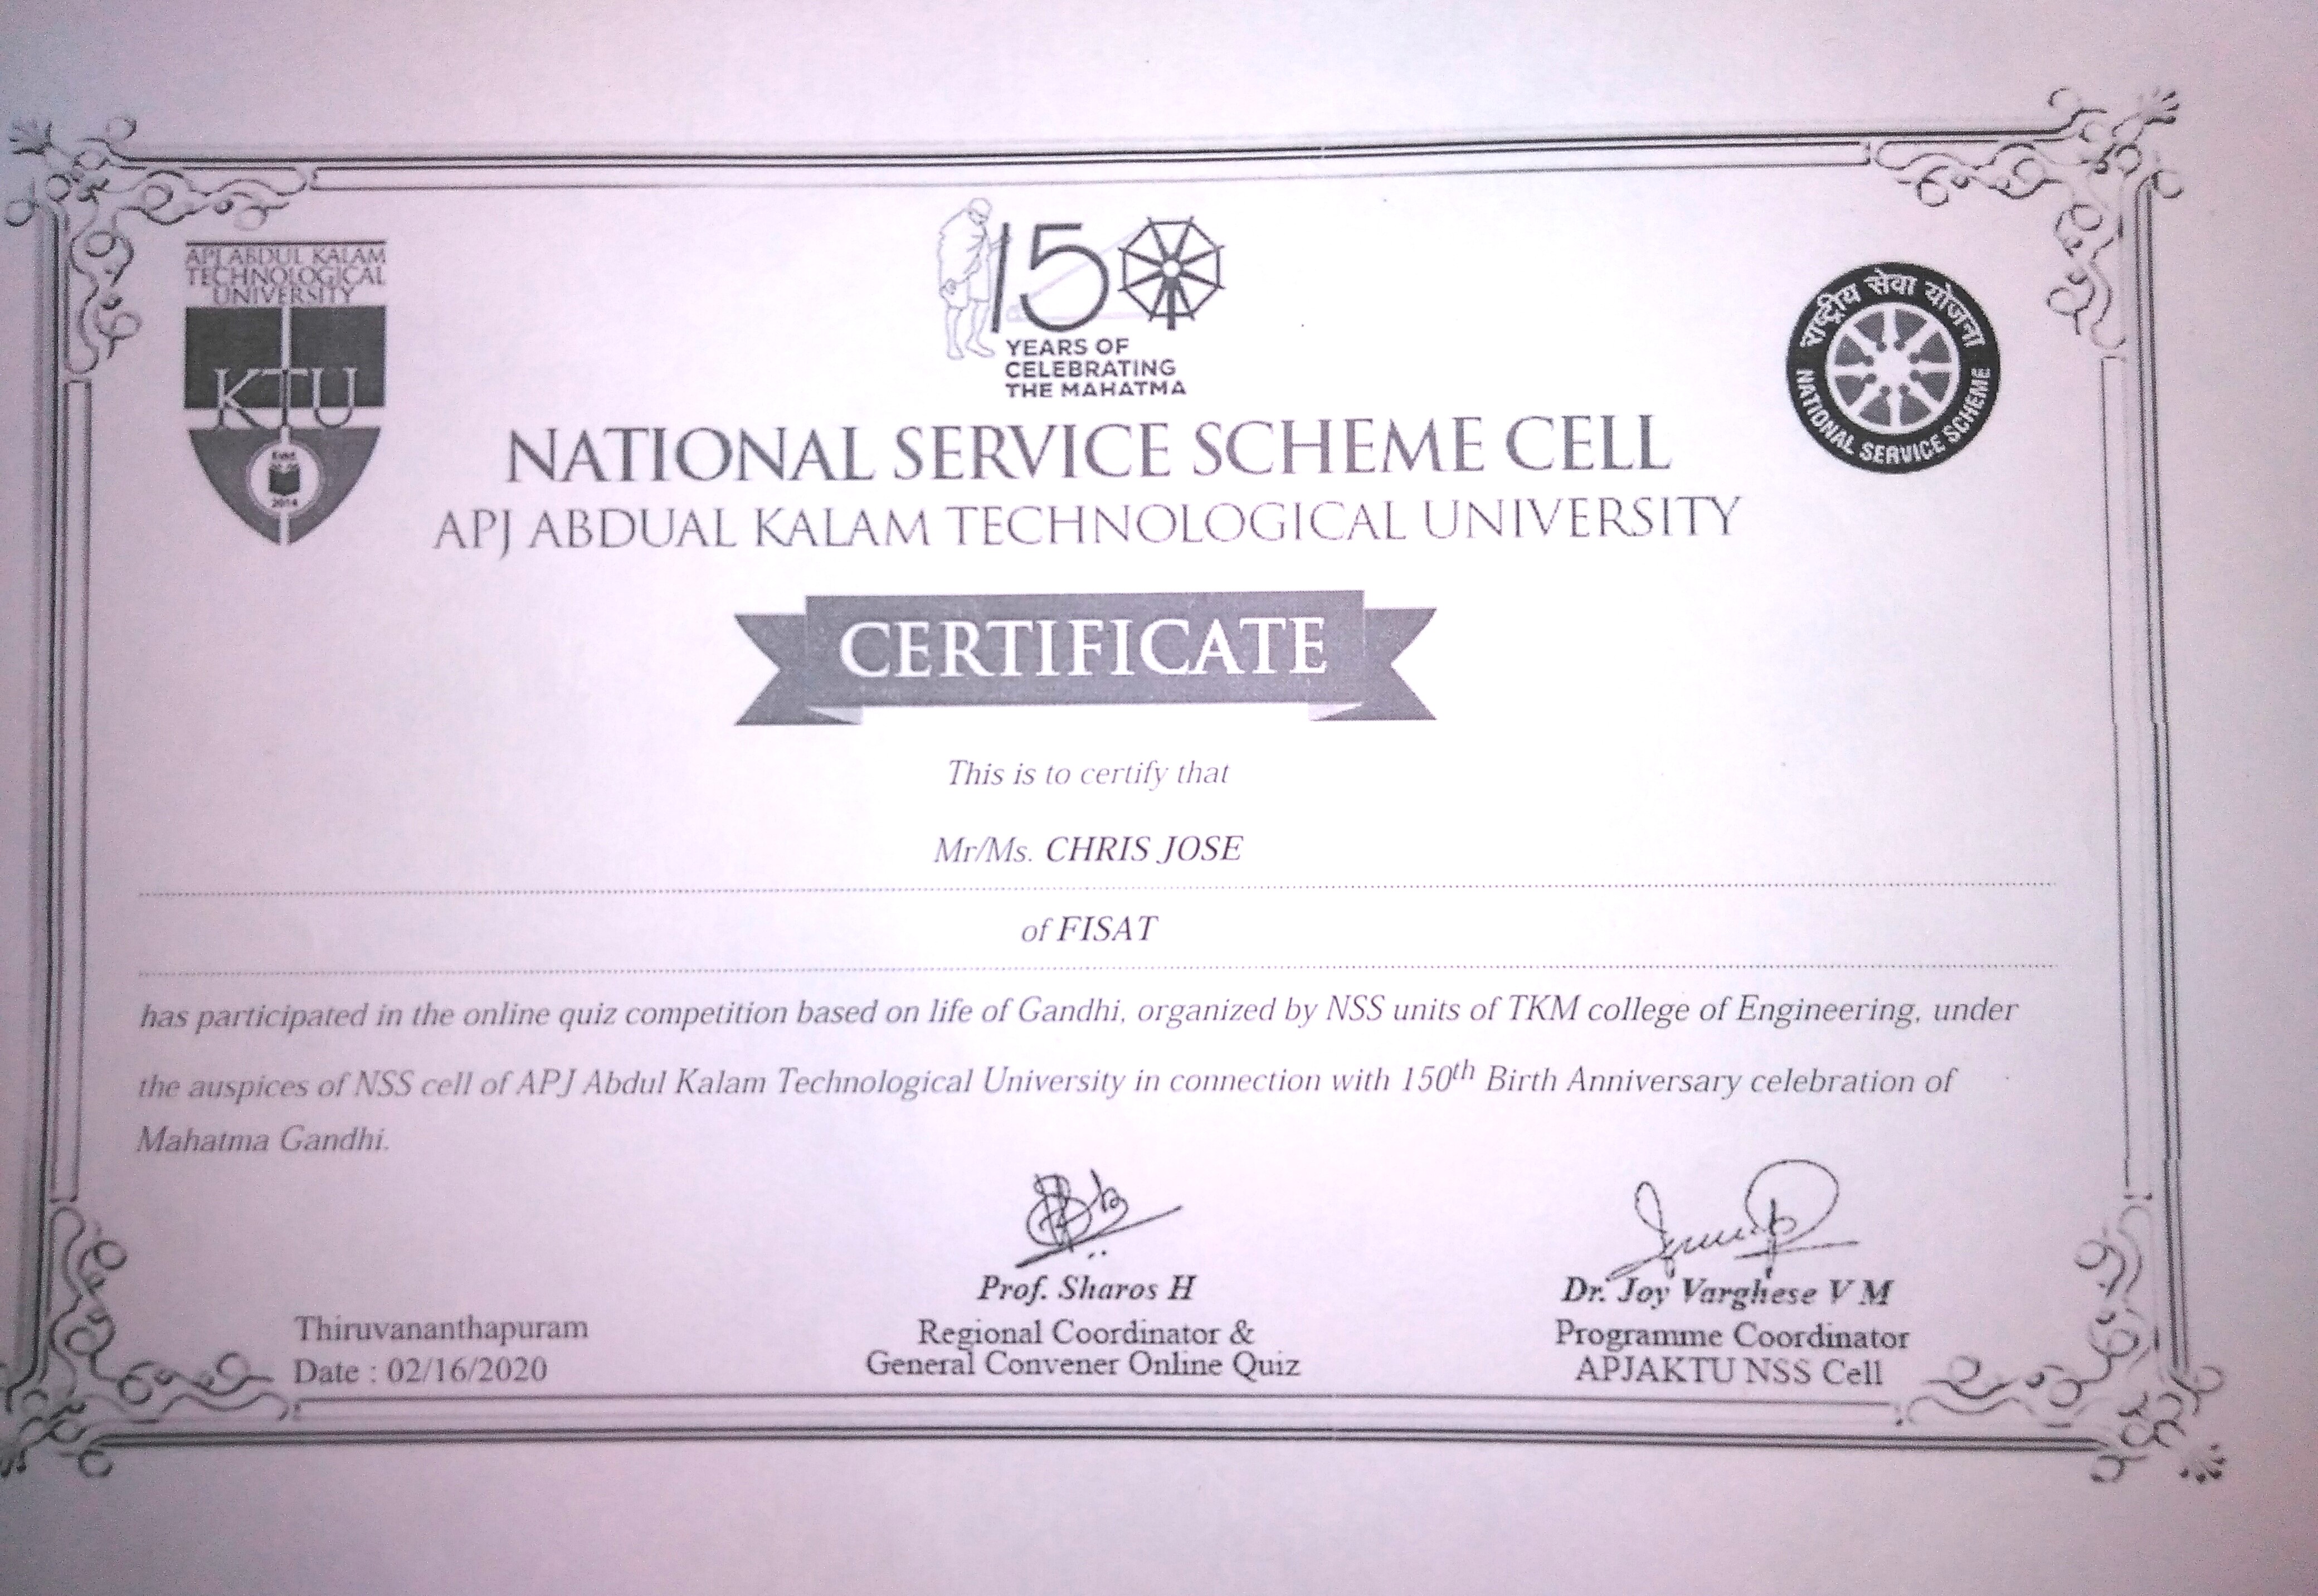 APJ ABDUL KALAM
TECHNOLOGICAL
UNIVERSITY
KTU
2014
150
YEARS OF
CELEBRATING
THE MAHATMA
राष्ट्रीय सेवा योजना
NATIONAL SERVICE SCHEME
NATIONAL SERVICE SCHEME CELL
APJ ABDUAL KALAM TECHNOLOGICAL UNIVERSITY
CERTIFICATE
This is to certify that
Mr/Ms. CHRIS JOSE
of FISAT
has participated in the online quiz competition based on life of Gandhi, organized by NSS units of TKM college of Engineering, under
the auspices of NSS cell of APJ Abdul Kalam Technological University in connection with 150th Birth Anniversary celebration of
Mahatma Gandhi.
Thiruvananthapuram
Date : 02/16/2020
Prof. Sharos H
Regional Coordinator &
General Convener Online Quiz
Dr. Joy Varghese V M
Programme Coordinator
APJAKTU NSS Cell